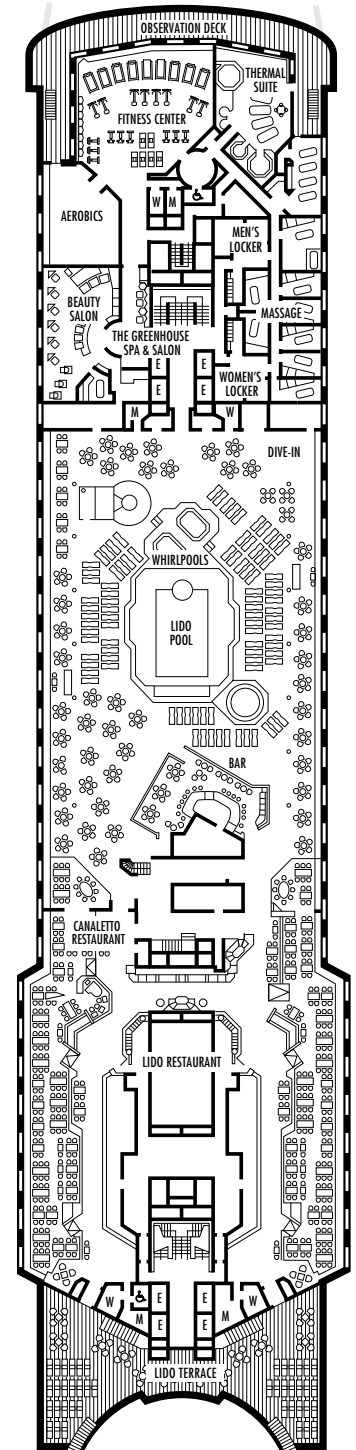 OBSERVATION DECK
THERMAL
SUITE
FITNESS CENTER
W M
AEROBICS
MEN'S
LOCKER
BEAUTY
SALON
MASSAGE
THE GREENHOUSE
SPA & SALON
E E
WOMEN'S
LOCKER
E E
M W
DIVE-IN
WHIRLPOOLS
LIDO
POOL
BAR
CANALETTO
RESTAURANT
LIDO RESTAURANT
W E E W
M E E M
LIDO TERRACE